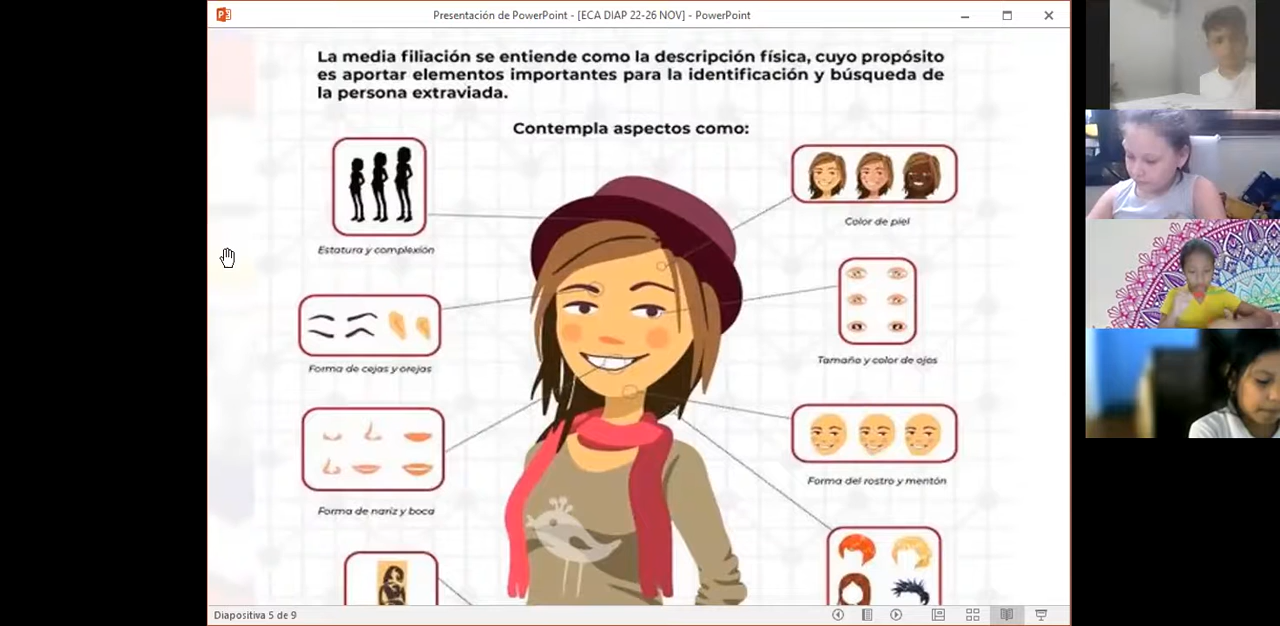 Presentación de PowerPoint - [ECA DIAP 22-26 NOV] - PowerPoint
La media filiación se entiende como la descripción física, cuyo propósito
es aportar elementos importantes para la identificación y búsqueda de
la persona extraviada.
Contempla aspectos como:
Estatura y complexión
Color de piel
Forma de cejas y orejas
Tamaño y color de ojos
Forma de nariz y boca
Forma del rostro y mentón
Diapositiva 5 de 9